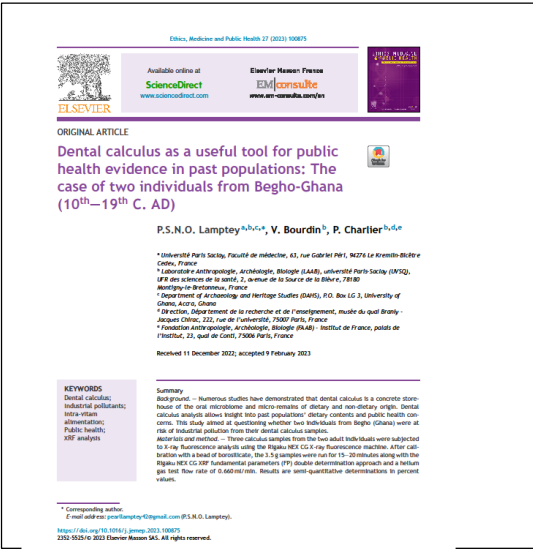 Ethics, Medicine and Public Health 27 (2023) 100875
ELSEVIER
Available online at
ScienceDirect
www.sciencedirect.com
Elsevier Masson France
EM|consulte
www.em-consulte.com/en
ETHICS, MEDICINE
ORIGINAL ARTICLE
Dental calculus as a useful tool for public
health evidence in past populations: The
case of two individuals from Begho-Ghana
(10th—19th C. AD)
P.S.N.O. Lamptey a,b,c,*, V. Bourdin b, P. Charlier b,d,e
a Université Paris Saclay, Faculté de médecine, 63, rue Gabriel Péri, 94276 Le Kremlin-Bicêtre
Cedex, France
b Laboratoire Anthropologie, Archéologie, Biologie (LAAB), université Paris-Saclay (UVSQ),
UFR des sciences de la santé, 2, avenue de la Source de la Bièvre, 78180
Montigny-le-Bretonneux, France
c Department of Archaeology and Heritage Studies (DAHS), P.O. Box LG 3, University of
Ghana, Accra, Ghana
d Direction, Département de la recherche et de l'enseignement, musée du quai Branly -
Jacques Chirac, 222, rue de l'université, 75007 Paris, France
e Fondation Anthropologie, Archéologie, Biologie (FAAB) - Institut de France, palais de
l'Institut, 23, quai de Conti, 75006 Paris, France
Received 11 December 2022; accepted 9 February 2023
KEYWORDS
Dental calculus;
Industrial pollutants;
Intra-vitam
alimentation;
Public health;
XRF analysis
Summary
Background. — Numerous studies have demonstrated that dental calculus is a concrete store-
house of the oral microbiome and micro-remains of dietary and non-dietary origin. Dental
calculus analysis allows insight into past populations' dietary contents and public health con-
cerns. This study aimed at questioning whether two individuals from Begho (Ghana) were at
risk of industrial pollution from their dental calculus samples.
Materials and method. — Three calculus samples from the two adult individuals were subjected
to X-ray fluorescence analysis using the Rigaku NEX CG X-ray fluorescence machine. After cali-
bration with a bead of borosilicate, the 3.5 g samples were run for 15—20 minutes along with the
Rigaku NEX CG XRF fundamental parameters (FP) double determination approach and a helium
gas test flow rate of 0.660 ml/min. Results are semi-quantitative determinations in percent
values.
* Corresponding author.
E-mail address: pearllamptey42@gmail.com (P.S.N.O. Lamptey).
https://doi.org/10.1016/j.jemep.2023.100875
2352-5525/© 2023 Elsevier Masson SAS. All rights reserved.